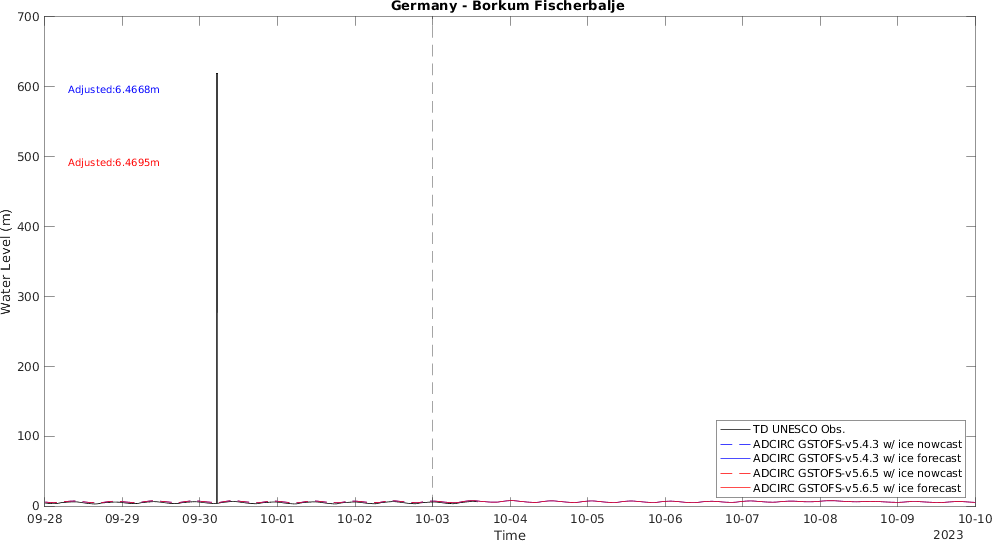 Germany - Borkum Fischerbalje
700
600
500
400
300
200
100
0
Water Level (m)
Adjusted:6.4668m
Adjusted:6.4695m
TD UNESCO Obs.
ADCIRC GSTOFS-v5.4.3 w/ ice nowcast
ADCIRC GSTOFS-v5.4.3 w/ ice forecast
ADCIRC GSTOFS-v5.6.5 w/ ice nowcast
ADCIRC GSTOFS-v5.6.5 w/ ice forecast
09-28 09-29 09-30 10-01 10-02 10-03 10-04 10-05 10-06 10-07 10-08 10-09 10-10
Time
2023